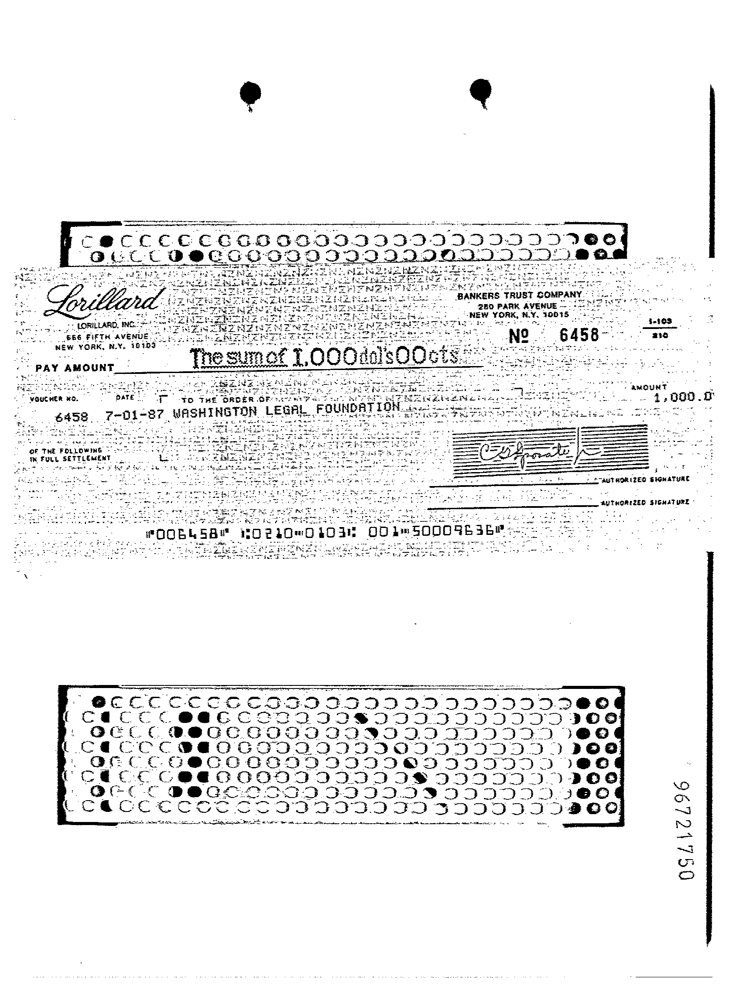 Lorillard
LORILLARD, INC.
666 FIFTH AVENUE
NEW YORK, N.Y. 10103
BANKERS TRUST COMPANY
280 PARK AVENUE
NEW YORK, N.Y. 10015
Nº 6458
1-103
210
PAY AMOUNT The sum of 1,000 dol's 00 cts
VOUCHER NO. DATE TO THE ORDER OF AMOUNT
6458 7-01-87 WASHINGTON LEGAL FOUNDATION 1,000.0
OF THE FOLLOWING
IN FULL SETTLEMENT
AUTHORIZED SIGNATURE
AUTHORIZED SIGNATURE
⑈006458⑈ ⑆0210⑉0103⑆ 001⑉50009636⑈
96721750